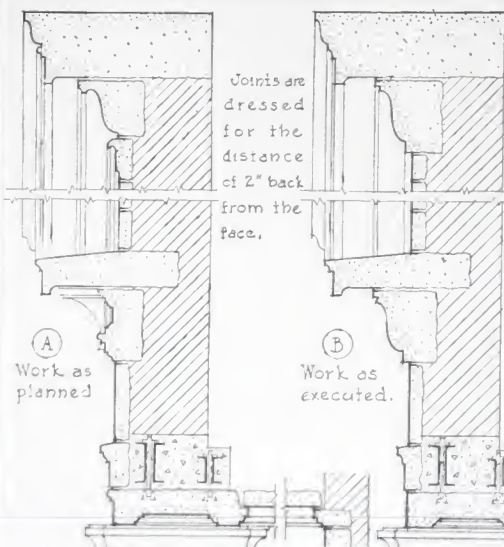 Joints are
dressed
for the
distance
of 2" back
from the
face.
A
Work as
planned
B
Work as
executed.